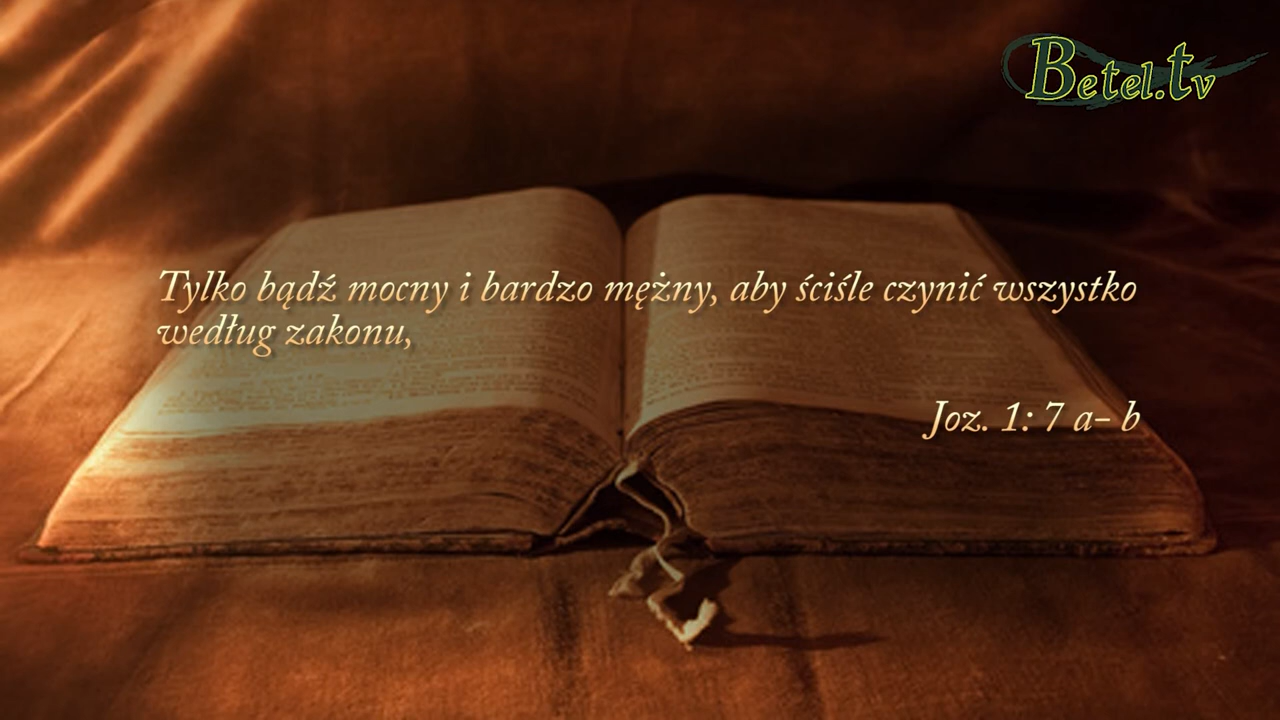 Betel.tv
Tylko bądź mocny i bardzo mężny, aby ściśle czynić wszystko
według zakonu,
Joz. 1: 7 a- b